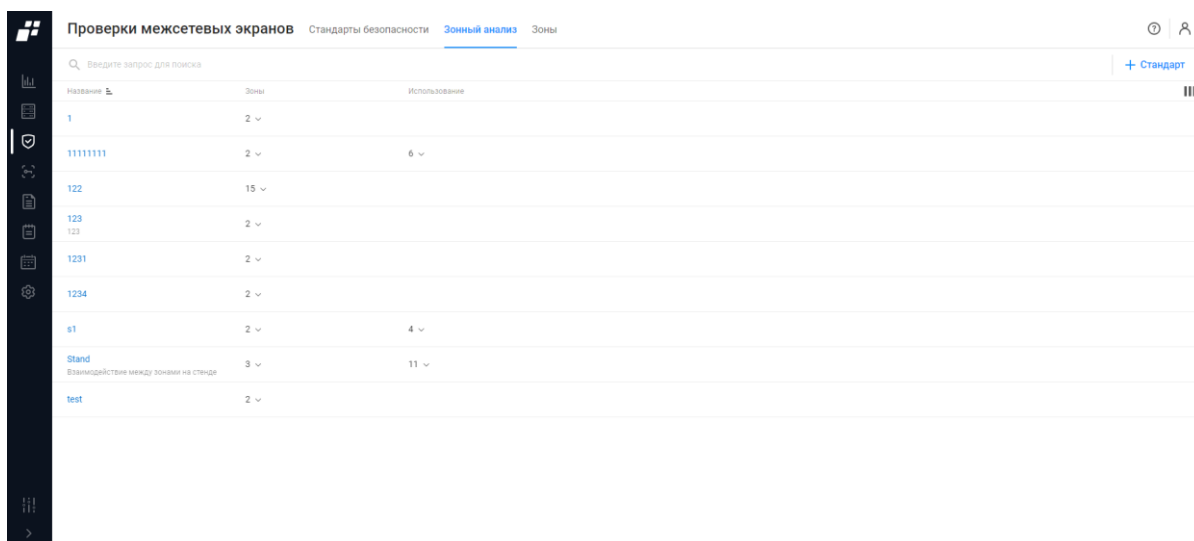 Проверки межсетевых экранов Стандарты безопасности Зонный анализ Зоны
Введите запрос для поиска + Стандарт
Название Зоны Использование
1 2
11111111 2 6
122 15
123 2
123
1231 2
1234 2
s1 2 4
Stand 3 11
Взаимодействие между зонами на стенде
test 2